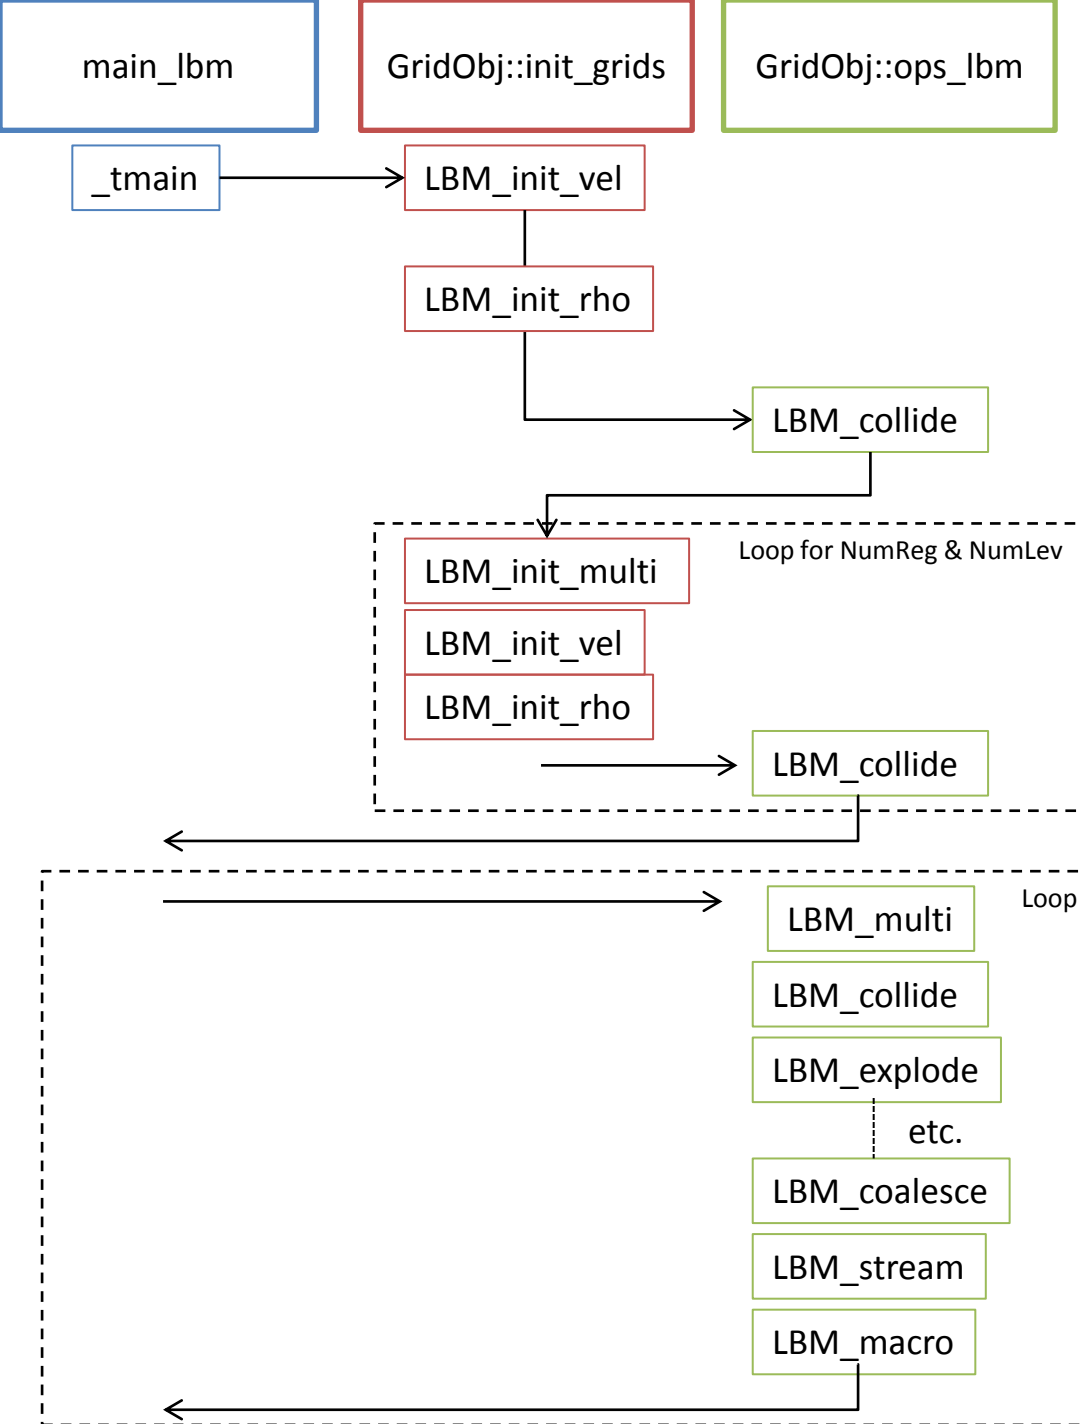 main_lbm
GridObj::init_grids
GridObj::ops_lbm
_tmain
LBM_init_vel
LBM_init_rho
LBM_collide
Loop for NumReg & NumLev
LBM_init_multi
LBM_init_vel
LBM_init_rho
LBM_collide
Loop
LBM_multi
LBM_collide
LBM_explode
etc.
LBM_coalesce
LBM_stream
LBM_macro